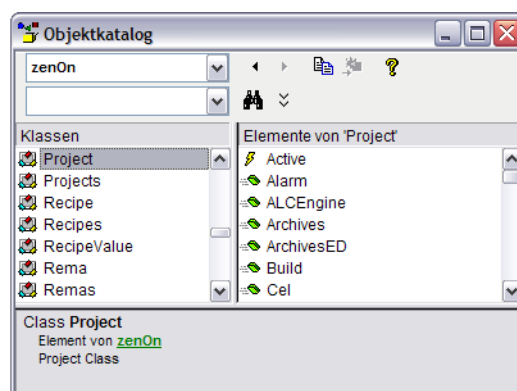 Objektkatalog
zenOn
Klassen
Elemente von 'Project'
Project
Projects
Recipe
Recipes
RecipeValue
Rema
Remas
Active
Alarm
ALCEngine
Archives
ArchivesED
Build
Cel
Class Project
Element von zenOn
Project Class